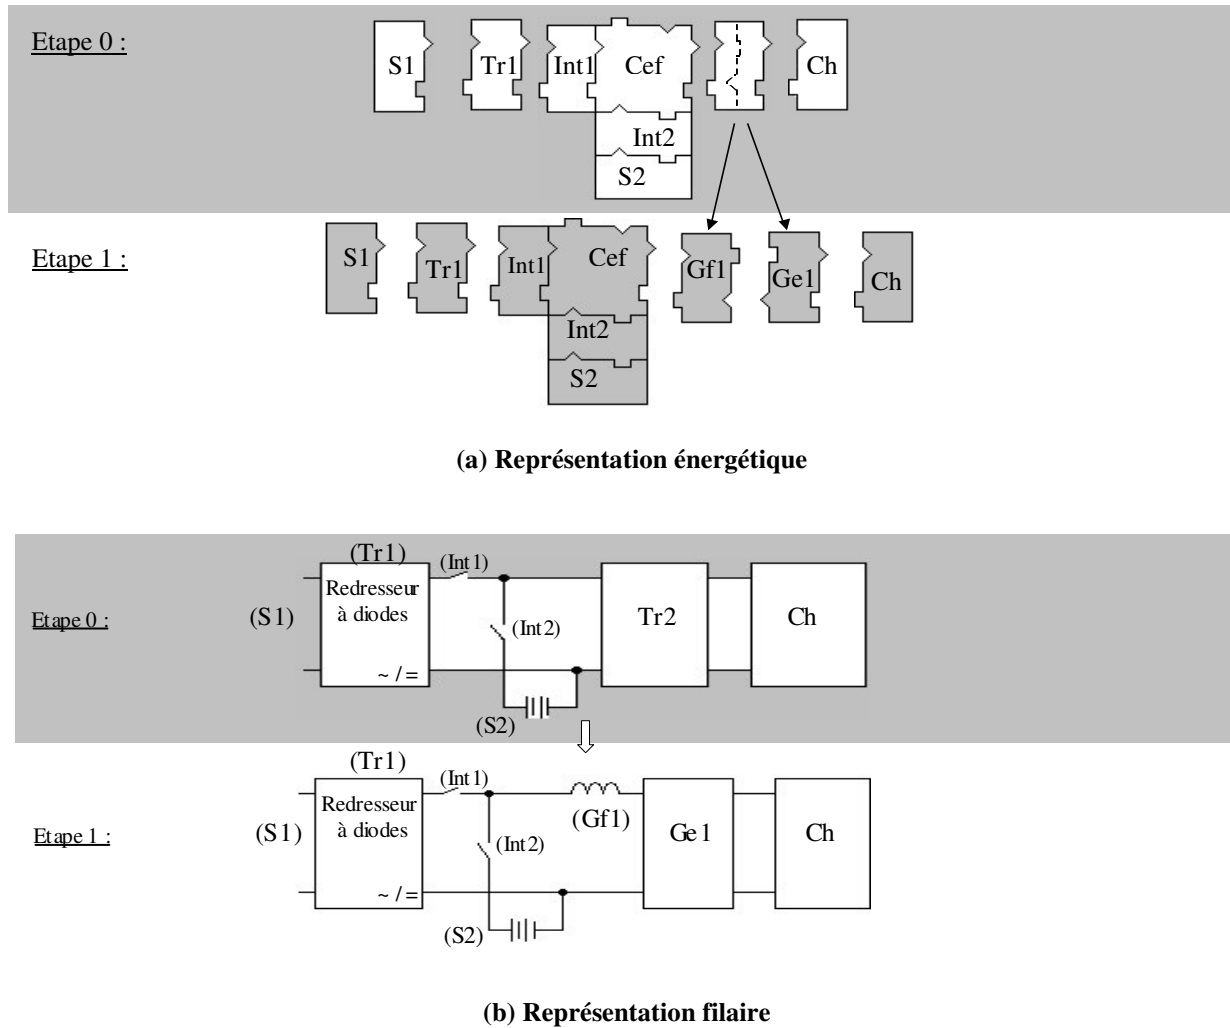 Etape 0 :
S1 Tr1 Int1 Cef Ch
Int2
S2
Etape 1 :
S1 Tr1 Int1 Cef Gf1 Ge1 Ch
Int2
S2
(a) Représentation énergétique
Etape 0 :
(S1)
(Tr1)
Redresseur
à diodes
~ / =
(Int1)
(Int2)
(S2)
Tr2
Ch
Etape 1 :
(S1)
(Tr1)
Redresseur
à diodes
~ / =
(Int1)
(Int2)
(S2)
(Gf1)
Ge1
Ch
(b) Représentation filaire